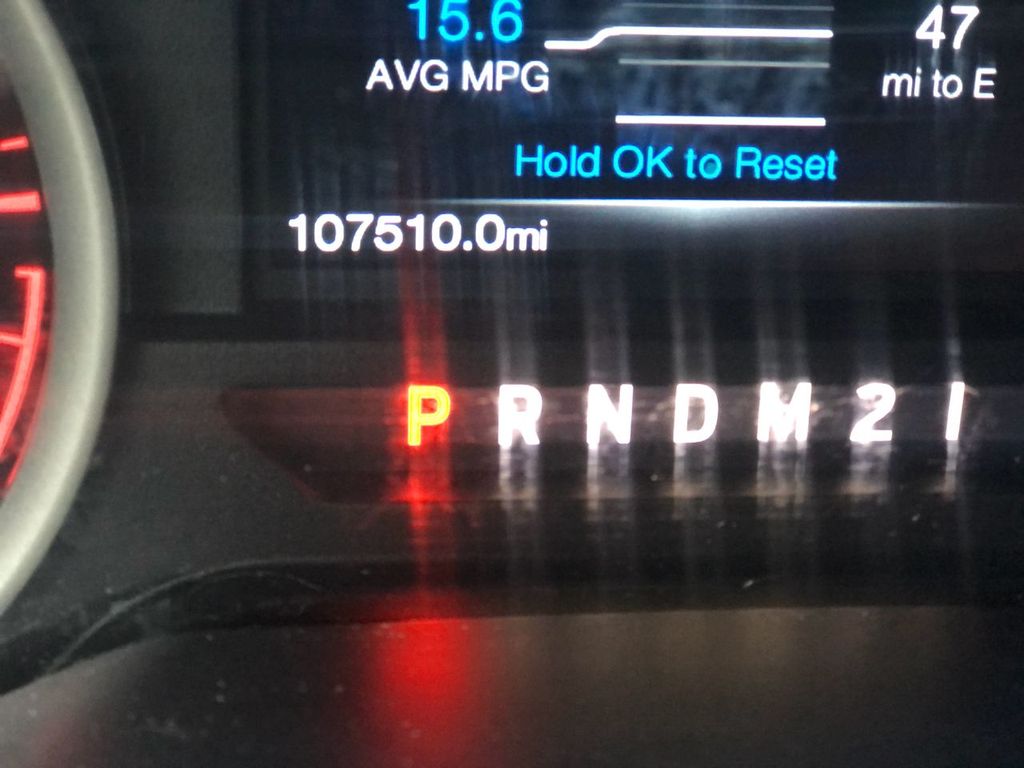 15.6
47
AVG MPG
mi to E
Hold OK to Reset
107510.0mi
P R N D M 2 1